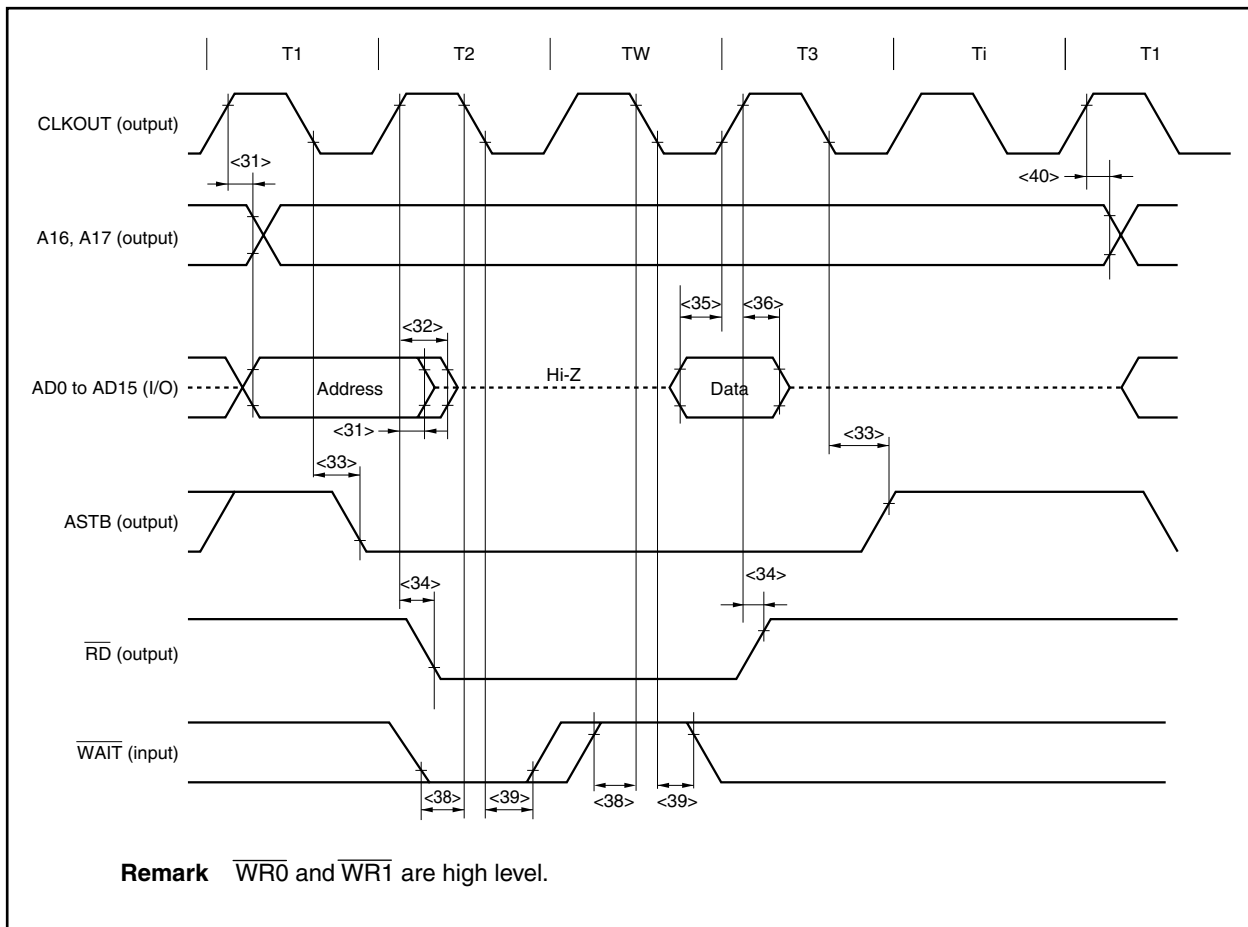 T1 T2 TW T3 Ti T1
CLKOUT (output)
<31>
<40>
A16, A17 (output)
<35> <36>
<32>
AD0 to AD15 (I/O)
Address
Hi-Z
Data
<31>
<33>
<33>
ASTB (output)
<34>
<34>
RD (output)
WAIT (input)
<38> <39> <38> <39>
Remark WR0 and WR1 are high level.